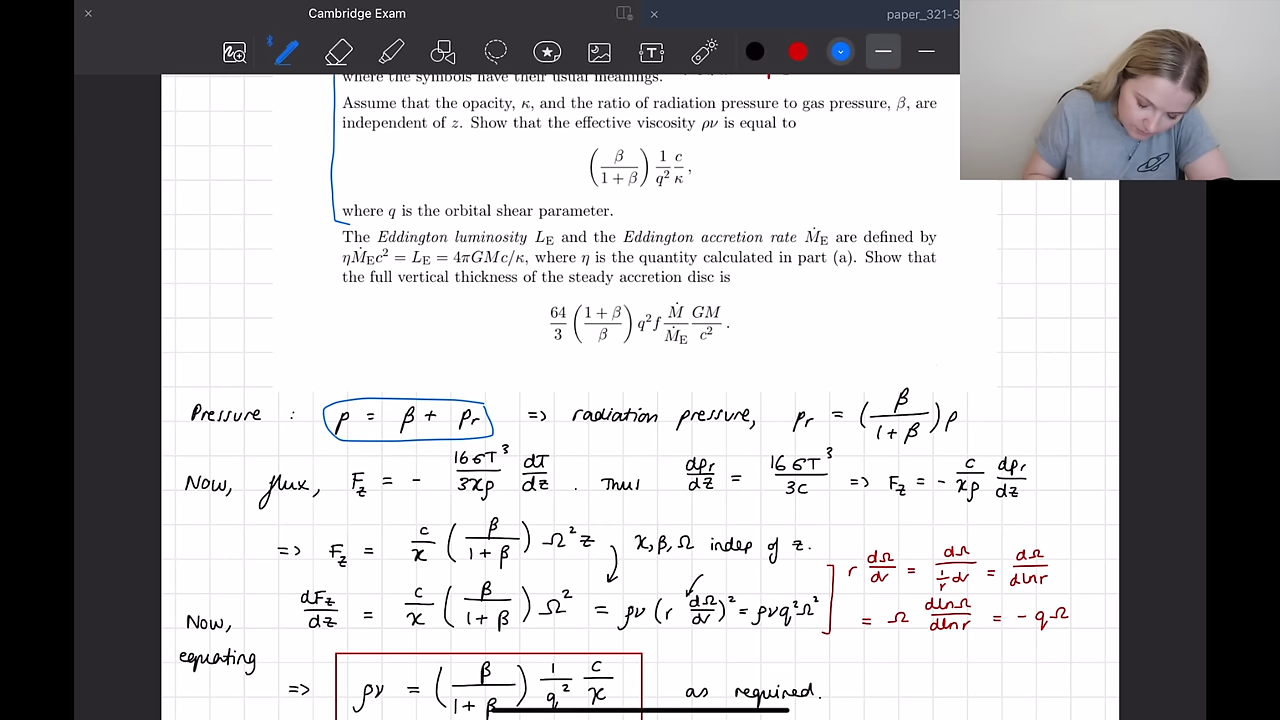 Cambridge Exam
paper_321-3
where the symbols have their usual meanings.
Assume that the opacity, κ, and the ratio of radiation pressure to gas pressure, β, are
independent of z. Show that the effective viscosity ρν is equal to
(β/(1 + β)) 1/q² c/κ ,
where q is the orbital shear parameter.
The Eddington luminosity L_E and the Eddington accretion rate Ṁ_E are defined by
ηṀ_Ec² = L_E = 4πGMc/κ, where η is the quantity calculated in part (a). Show that
the full vertical thickness of the steady accretion disc is
64/3 ((1 + β)/β) q²f Ṁ/Ṁ_E GM/c² .
Pressure : p = β + p_r => radiation pressure, p_r = (β/(1 + β)) p
Now, flux, F_z = - 16σT³/3κρ dT/dz . Thus dp_r/dz = 16σT³/3c => F_z = - c/κρ dp_r/dz
=> F_z = c/κ (β/(1 + β)) Ω²z κ, β, Ω indep of z.
dF_z/dz = c/κ (β/(1 + β)) Ω² = ρν (r dΩ/dr)² = ρνq²Ω²
r dΩ/dr = dΩ/(1/r dr) = dΩ/dlnr
= Ω dlnΩ/dlnr = - qΩ
Now,
equating
=> ρν = (β/(1 + β)) 1/q² c/κ as required.